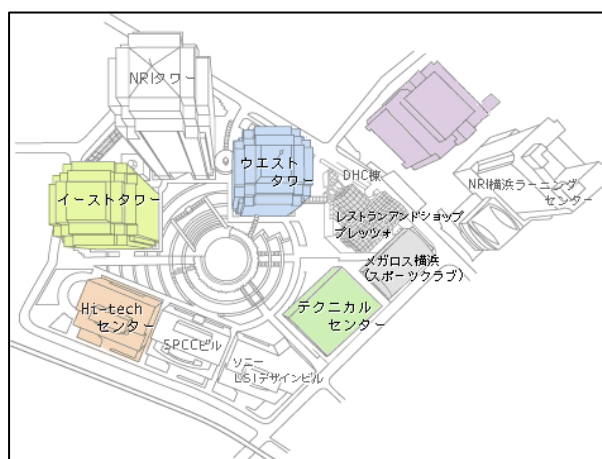 NRIタワー
ウエスト
タワー
DHC棟
NRI横浜ラーニング
センター
イーストタワー
レストランアンドショップ
プレッツォ
メガロス横浜
(スポーツクラブ)
テクニカル
センター
Hi-tech
センター
SPCCビル
ソニー
LSIデザインビル